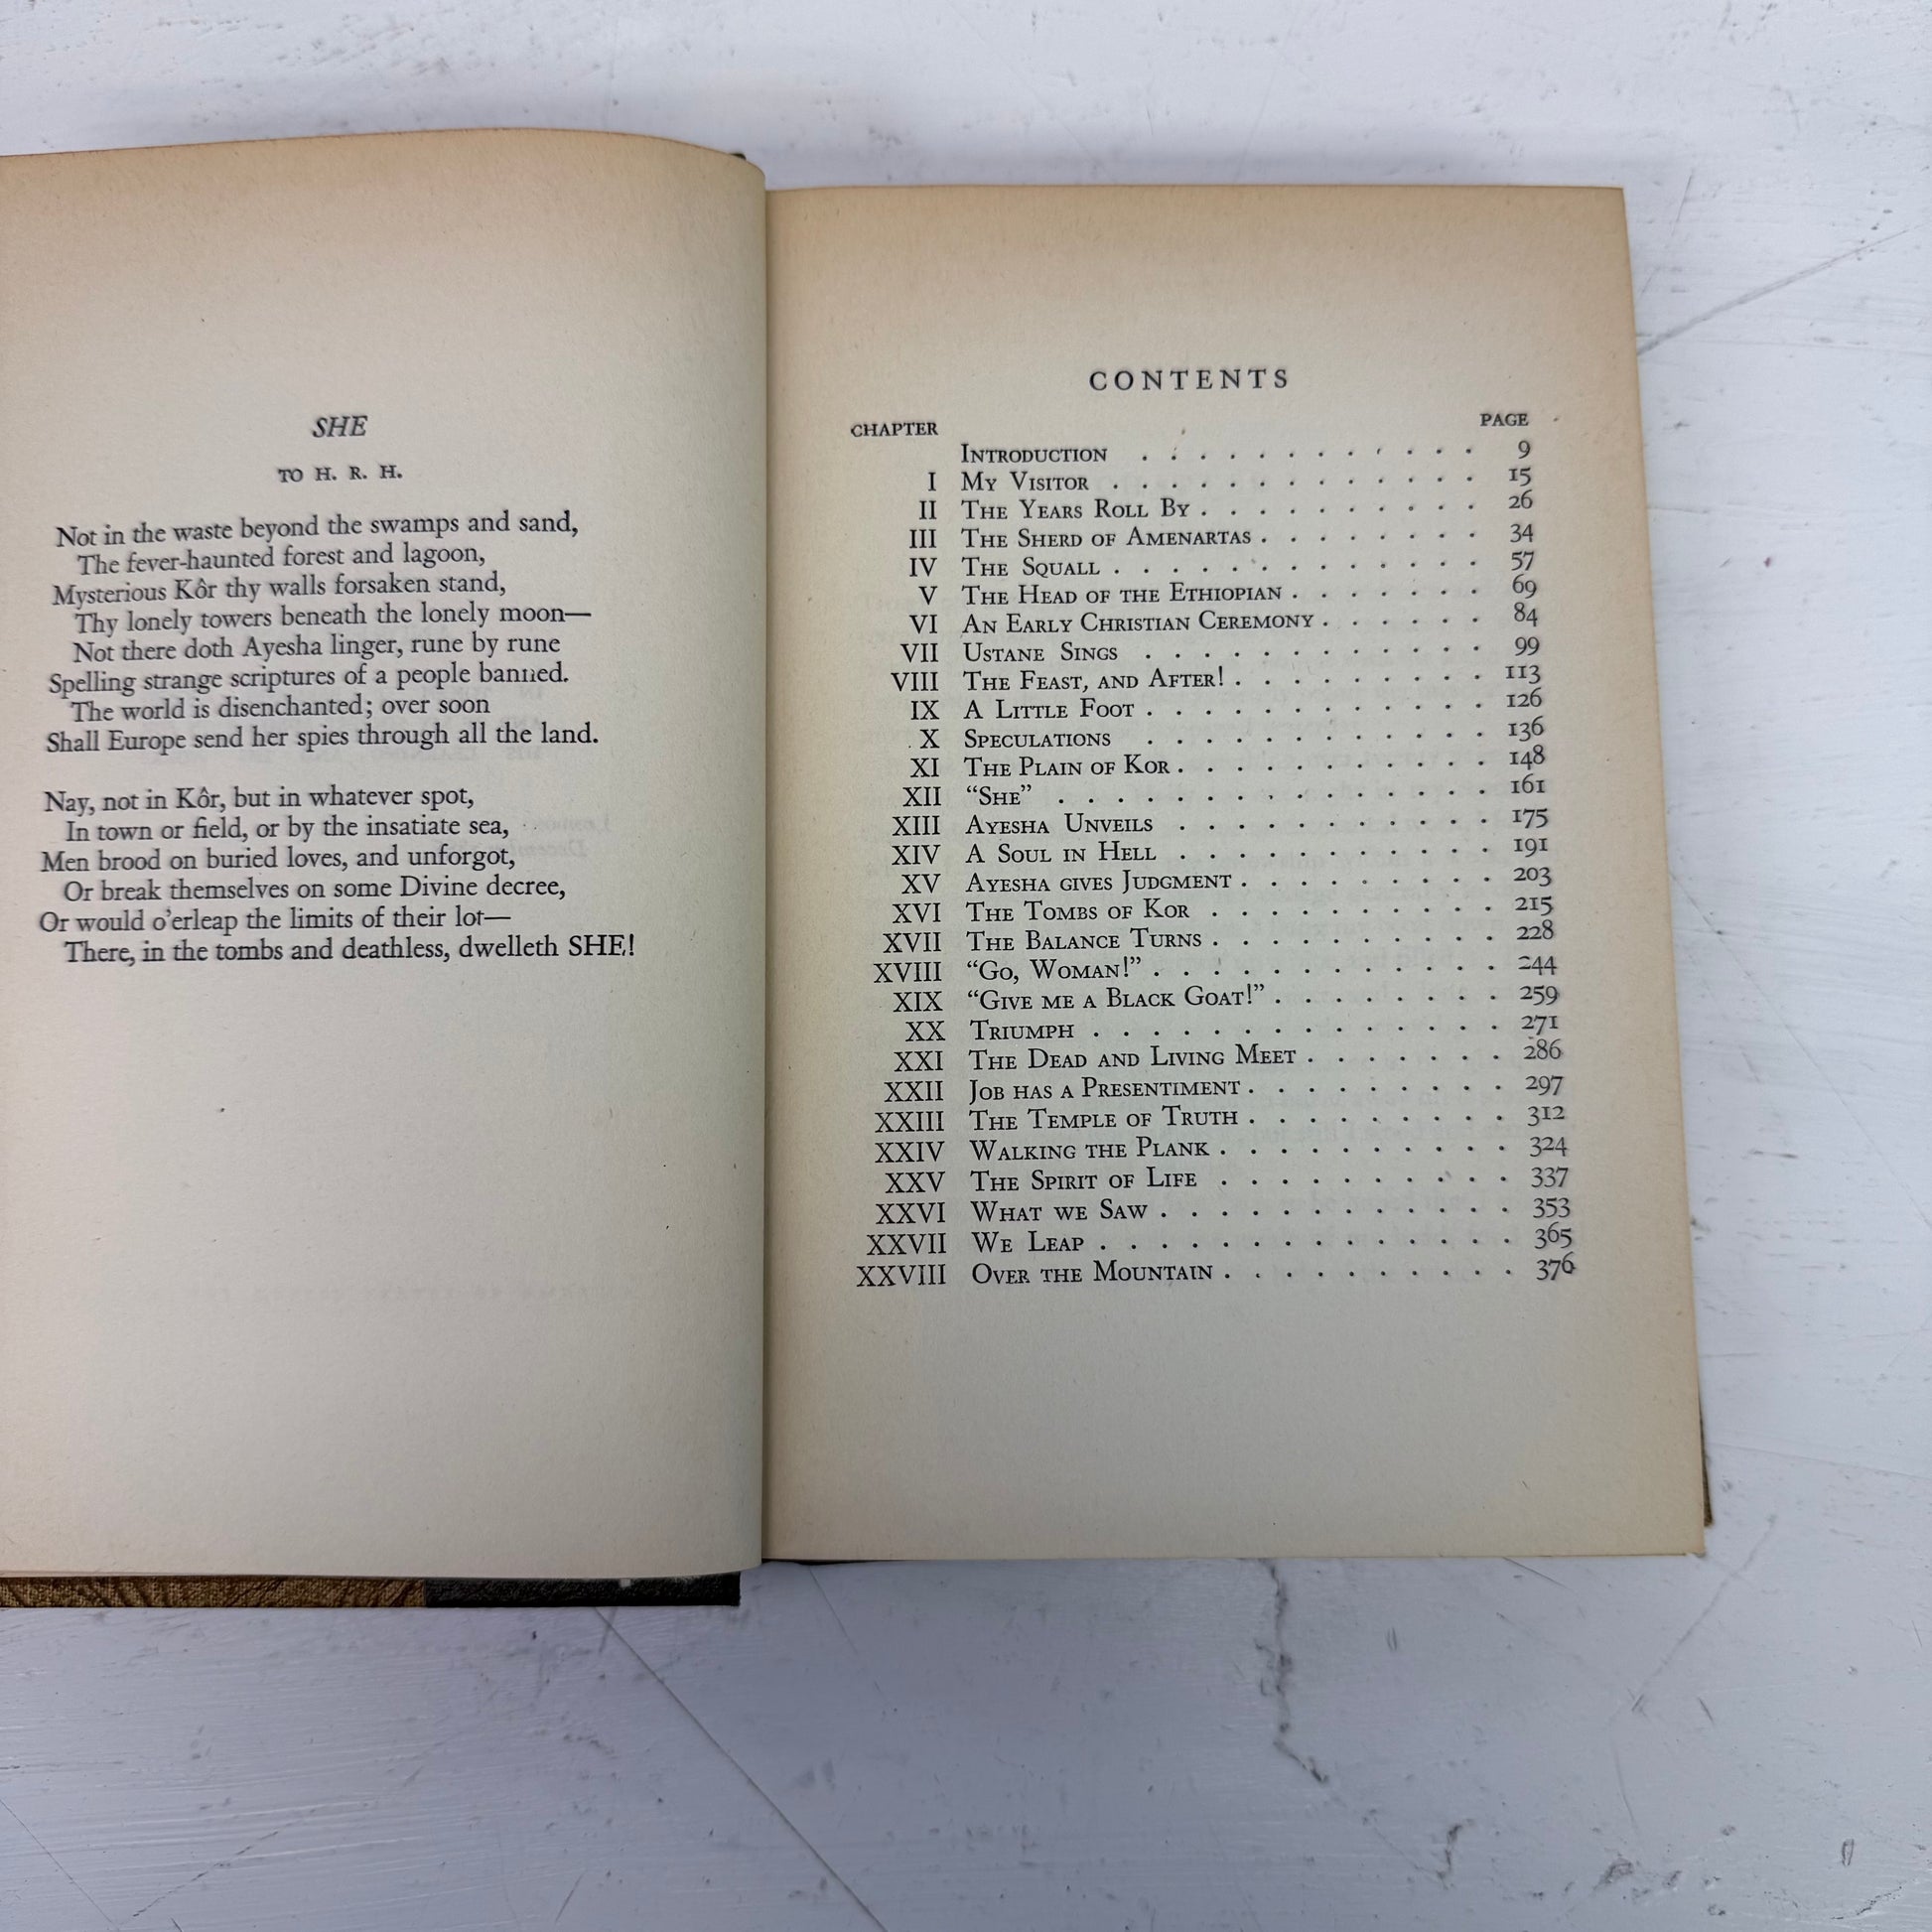 SHE
TO H. R. H.
Not in the waste beyond the swamps and sand,
The fever-haunted forest and lagoon,
Mysterious Kôr thy walls forsaken stand,
Thy lonely towers beneath the lonely moon—
Not there doth Ayesha linger, rune by rune
Spelling strange scriptures of a people banned.
The world is disenchanted; over soon
Shall Europe send her spies through all the land.
Nay, not in Kôr, but in whatever spot,
In town or field, or by the insatiate sea,
Men brood on buried loves, and unforgot,
Or break themselves on some Divine decree,
Or would o'erleap the limits of their lot—
There, in the tombs and deathless, dwelleth SHE!
CONTENTS
CHAPTER PAGE
INTRODUCTION . . . . . . . . . . . . 9
I MY VISITOR . . . . . . . . . . . . . 15
II THE YEARS ROLL BY . . . . . . . . . . 26
III THE SHERD OF AMENARTAS . . . . . . . . 34
IV THE SQUALL . . . . . . . . . . . . . 57
V THE HEAD OF THE ETHIOPIAN . . . . . . . 69
VI AN EARLY CHRISTIAN CEREMONY . . . . . . 84
VII USTANE SINGS . . . . . . . . . . . . 99
VIII THE FEAST, AND AFTER! . . . . . . . . . 113
IX A LITTLE FOOT . . . . . . . . . . . . 126
X SPECULATIONS . . . . . . . . . . . . 136
XI THE PLAIN OF KOR . . . . . . . . . . . 148
XII “SHE” . . . . . . . . . . . . . . . 161
XIII AYESHA UNVEILS . . . . . . . . . . . 175
XIV A SOUL IN HELL . . . . . . . . . . . 191
XV AYESHA GIVES JUDGMENT . . . . . . . . . 203
XVI THE TOMBS OF KOR . . . . . . . . . . 215
XVII THE BALANCE TURNS . . . . . . . . . . 228
XVIII “GO, WOMAN!” . . . . . . . . . . . . 244
XIX “GIVE ME A BLACK GOAT!” . . . . . . . . 259
XX TRIUMPH . . . . . . . . . . . . . . 271
XXI THE DEAD AND LIVING MEET . . . . . . . 286
XXII JOB HAS A PRESENTIMENT . . . . . . . . . 297
XXIII THE TEMPLE OF TRUTH . . . . . . . . . 312
XXIV WALKING THE PLANK . . . . . . . . . . 324
XXV THE SPIRIT OF LIFE . . . . . . . . . . 337
XXVI WHAT WE SAW . . . . . . . . . . . . 353
XXVII WE LEAP . . . . . . . . . . . . . . 365
XXVIII OVER THE MOUNTAIN . . . . . . . . . . 376